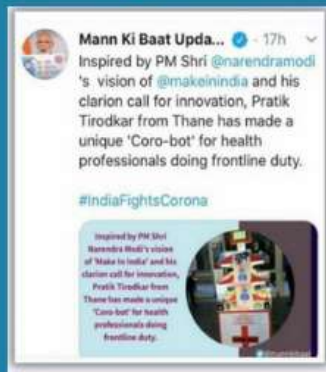 Mann Ki Baat Upda... · 17h
Inspired by PM Shri @narendramodi
's vision of @makeinindia and his
clarion call for innovation, Pratik
Tirodkar from Thane has made a
unique 'Coro-bot' for health
professionals doing frontline duty.
#IndiaFightsCorona
Inspired by PM Shri
Narendra Modi's vision
of 'Make in India' and his
clarion call for innovation,
Pratik Tirodkar from
Thane has made a unique
'Coro-bot' for health
professionals doing
frontline duty.